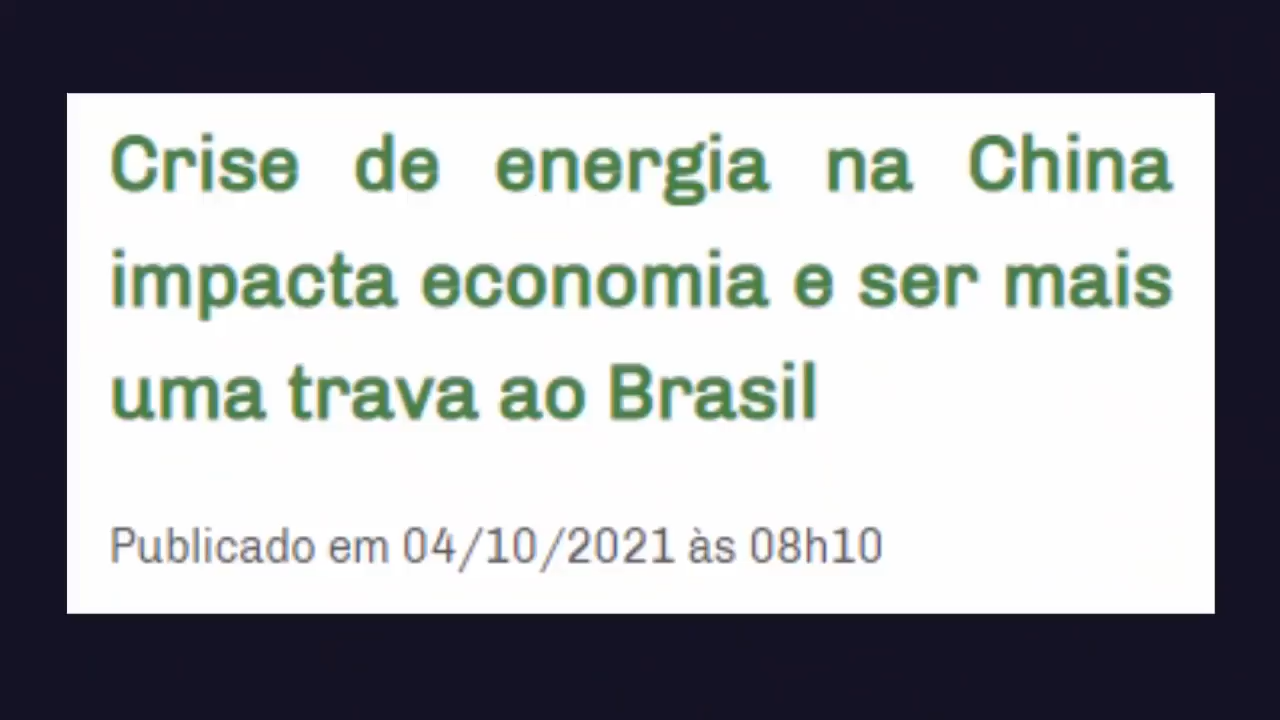 Crise de energia na China
impacta economia e ser mais
uma trava ao Brasil
Publicado em 04/10/2021 às 08h10